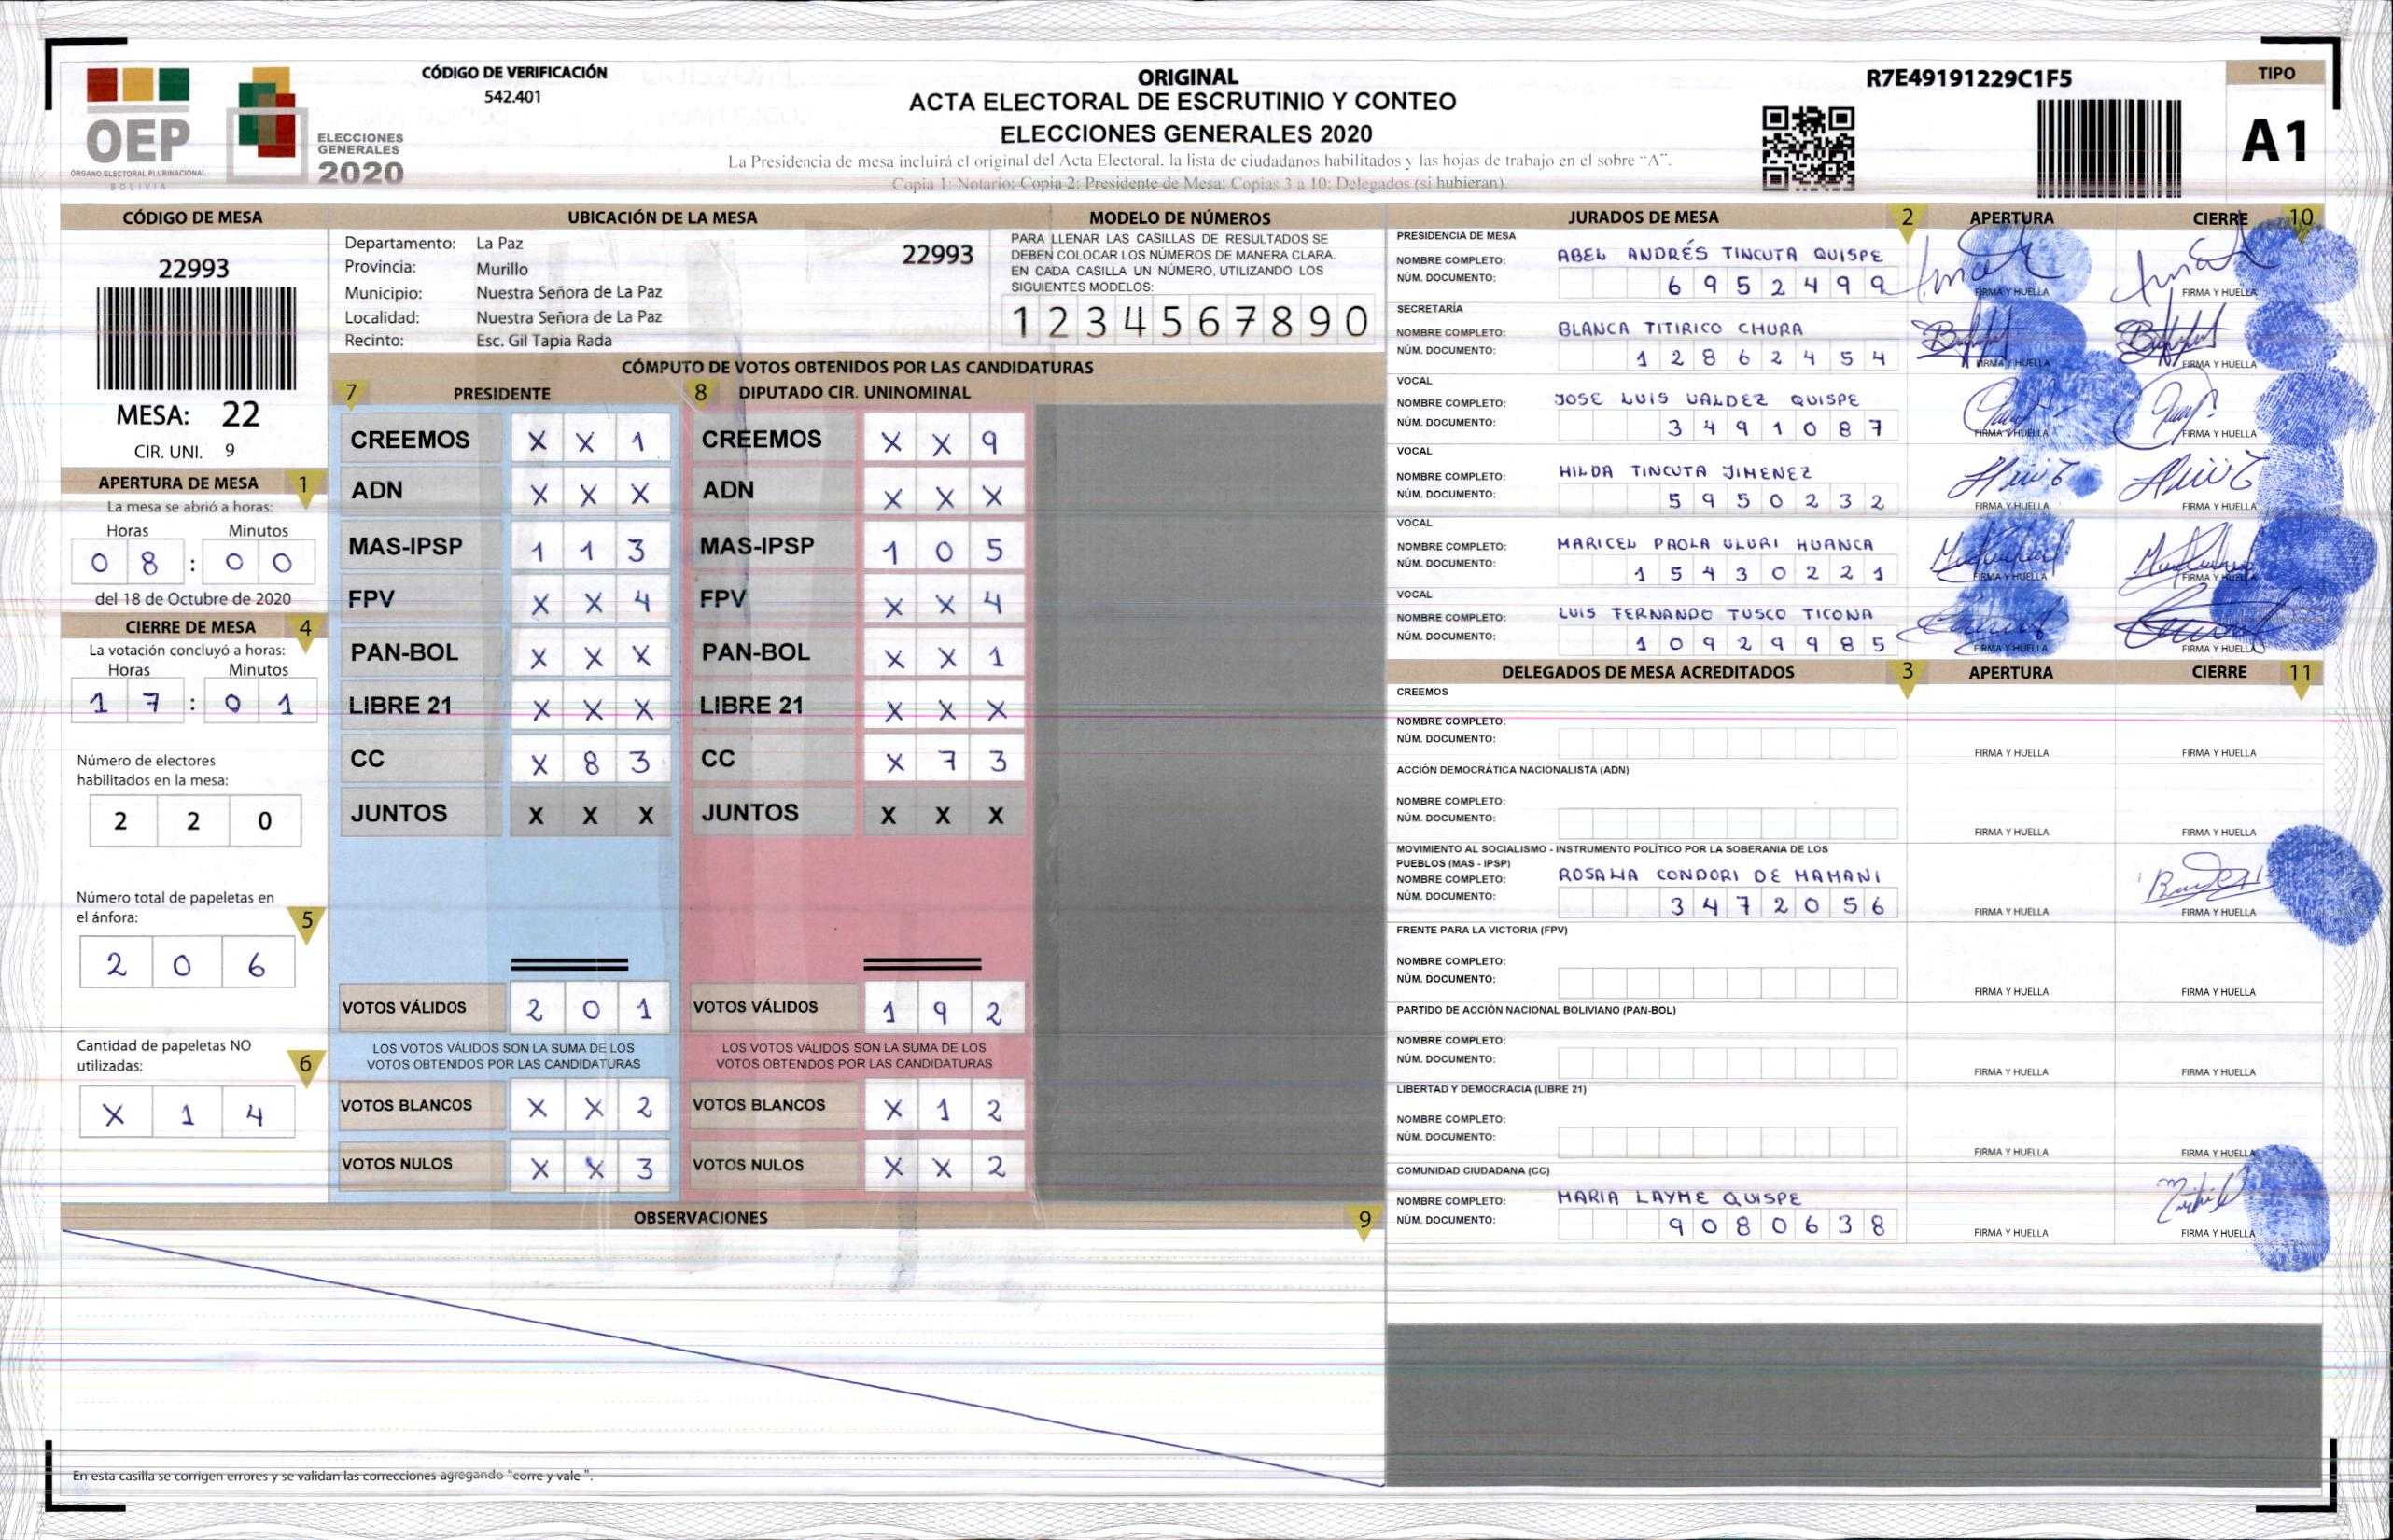 CÓDIGO DE VERIFICACIÓN
542.401
OEP
ÓRGANO ELECTORAL PLURINACIONAL
BOLIVIA
ELECCIONES
GENERALES
2020
ORIGINAL
ACTA ELECTORAL DE ESCRUTINIO Y CONTEO
ELECCIONES GENERALES 2020
La Presidencia de mesa incluirá el original del Acta Electoral, la lista de ciudadanos habilitados y las hojas de trabajo en el sobre "A".
Copia 1: Notario; Copia 2: Presidente de Mesa; Copias 3 a 10: Delegados (si hubieran).
R7E49191229C1F5
TIPO
A1
CÓDIGO DE MESA
22993
MESA: 22
CIR. UNI. 9
APERTURA DE MESA 1
La mesa se abrió a horas:
Horas Minutos
0 8 : 0 0
del 18 de Octubre de 2020
CIERRE DE MESA 4
La votación concluyó a horas:
Horas Minutos
1 7 : 0 1
Número de electores
habilitados en la mesa:
2 2 0
Número total de papeletas en
el ánfora: 5
2 0 6
Cantidad de papeletas NO
utilizadas: 6
X 1 4
UBICACIÓN DE LA MESA
Departamento: La Paz 22993
Provincia: Murillo
Municipio: Nuestra Señora de La Paz
Localidad: Nuestra Señora de La Paz
Recinto: Esc. Gil Tapia Rada
MODELO DE NÚMEROS
PARA LLENAR LAS CASILLAS DE RESULTADOS SE
DEBEN COLOCAR LOS NÚMEROS DE MANERA CLARA.
EN CADA CASILLA UN NÚMERO, UTILIZANDO LOS
SIGUIENTES MODELOS:
1 2 3 4 5 6 7 8 9 0
CÓMPUTO DE VOTOS OBTENIDOS POR LAS CANDIDATURAS
7 PRESIDENTE 8 DIPUTADO CIR. UNINOMINAL
CREEMOS X X 1 CREEMOS X X 9
ADN X X X ADN X X X
MAS-IPSP 1 1 3 MAS-IPSP 1 0 5
FPV X X 4 FPV X X 4
PAN-BOL X X X PAN-BOL X X 1
LIBRE 21 X X X LIBRE 21 X X X
CC X 8 3 CC X 7 3
JUNTOS X X X JUNTOS X X X
VOTOS VÁLIDOS 2 0 1 VOTOS VÁLIDOS 1 9 2
LOS VOTOS VÁLIDOS SON LA SUMA DE LOS LOS VOTOS VÁLIDOS SON LA SUMA DE LOS
VOTOS OBTENIDOS POR LAS CANDIDATURAS VOTOS OBTENIDOS POR LAS CANDIDATURAS
VOTOS BLANCOS X X 2 VOTOS BLANCOS X 1 2
VOTOS NULOS X X 3 VOTOS NULOS X X 2
OBSERVACIONES 9
En esta casilla se corrigen errores y se validan las correcciones agregando "corre y vale ".
JURADOS DE MESA 2 APERTURA CIERRE 10
PRESIDENCIA DE MESA
NOMBRE COMPLETO: ABEL ANDRÉS TINCUTA QUISPE
NÚM. DOCUMENTO: 6 9 5 2 4 9 9 FIRMA Y HUELLA FIRMA Y HUELLA
SECRETARÍA
NOMBRE COMPLETO: BLANCA TITIRICO CHURA
NÚM. DOCUMENTO: 1 2 8 6 2 4 5 4 FIRMA Y HUELLA FIRMA Y HUELLA
VOCAL
NOMBRE COMPLETO: JOSE LUIS VALDEZ QUISPE
NÚM. DOCUMENTO: 3 4 9 1 0 8 7 FIRMA Y HUELLA FIRMA Y HUELLA
VOCAL
NOMBRE COMPLETO: HILDA TINCUTA JIMENEZ
NÚM. DOCUMENTO: 5 9 5 0 2 3 2 FIRMA Y HUELLA FIRMA Y HUELLA
VOCAL
NOMBRE COMPLETO: MARICEL PAOLA ULURI HUANCA
NÚM. DOCUMENTO: 1 5 4 3 0 2 2 1 FIRMA Y HUELLA FIRMA Y HUELLA
VOCAL
NOMBRE COMPLETO: LUIS FERNANDO TUSCO TICONA
NÚM. DOCUMENTO: 1 0 9 2 9 9 8 5 FIRMA Y HUELLA FIRMA Y HUELLA
DELEGADOS DE MESA ACREDITADOS 3 APERTURA CIERRE 11
CREEMOS
NOMBRE COMPLETO:
NÚM. DOCUMENTO: FIRMA Y HUELLA FIRMA Y HUELLA
ACCIÓN DEMOCRÁTICA NACIONALISTA (ADN)
NOMBRE COMPLETO:
NÚM. DOCUMENTO: FIRMA Y HUELLA FIRMA Y HUELLA
MOVIMIENTO AL SOCIALISMO - INSTRUMENTO POLÍTICO POR LA SOBERANIA DE LOS
PUEBLOS (MAS - IPSP)
NOMBRE COMPLETO: ROSALIA CONDORI DE MAMANI
NÚM. DOCUMENTO: 3 4 7 2 0 5 6 FIRMA Y HUELLA FIRMA Y HUELLA
FRENTE PARA LA VICTORIA (FPV)
NOMBRE COMPLETO:
NÚM. DOCUMENTO: FIRMA Y HUELLA FIRMA Y HUELLA
PARTIDO DE ACCIÓN NACIONAL BOLIVIANO (PAN-BOL)
NOMBRE COMPLETO:
NÚM. DOCUMENTO: FIRMA Y HUELLA FIRMA Y HUELLA
LIBERTAD Y DEMOCRACIA (LIBRE 21)
NOMBRE COMPLETO:
NÚM. DOCUMENTO: FIRMA Y HUELLA FIRMA Y HUELLA
COMUNIDAD CIUDADANA (CC)
NOMBRE COMPLETO: MARIA LAYME QUISPE
NÚM. DOCUMENTO: 9 0 8 0 6 3 8 FIRMA Y HUELLA FIRMA Y HUELLA